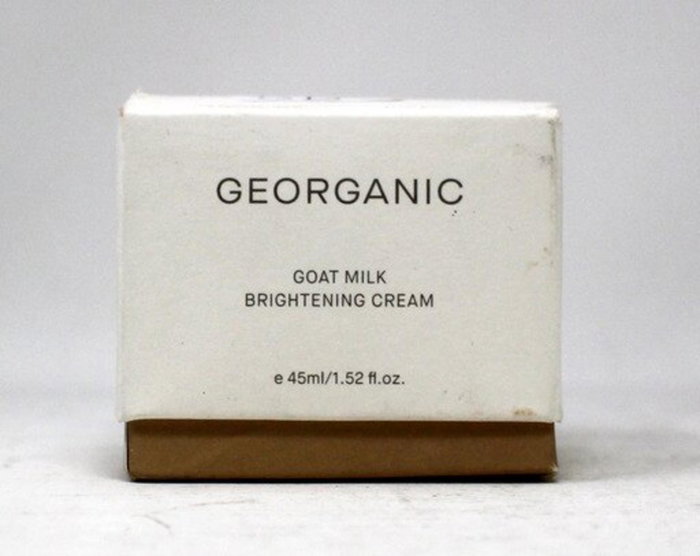 GEORGANIC
GOAT MILK
BRIGHTENING CREAM
e 45ml/1.52 fl.oz.